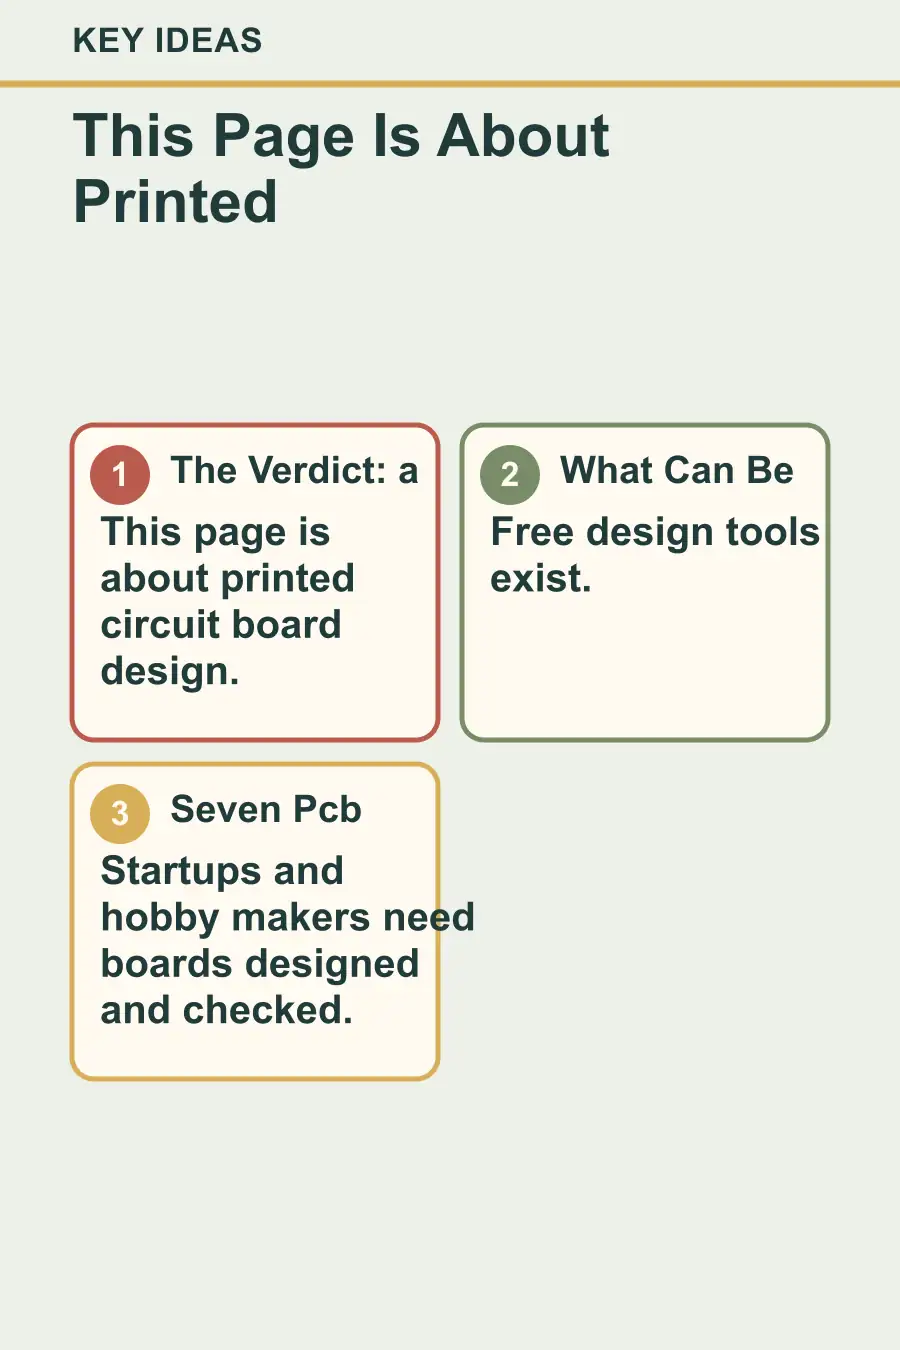 KEY IDEAS
This Page Is About
Printed
1 The Verdict: a
This page is
about printed
circuit board
design.
2 What Can Be
Free design tools
exist.
3 Seven Pcb
Startups and
hobby makers need
boards designed
and checked.